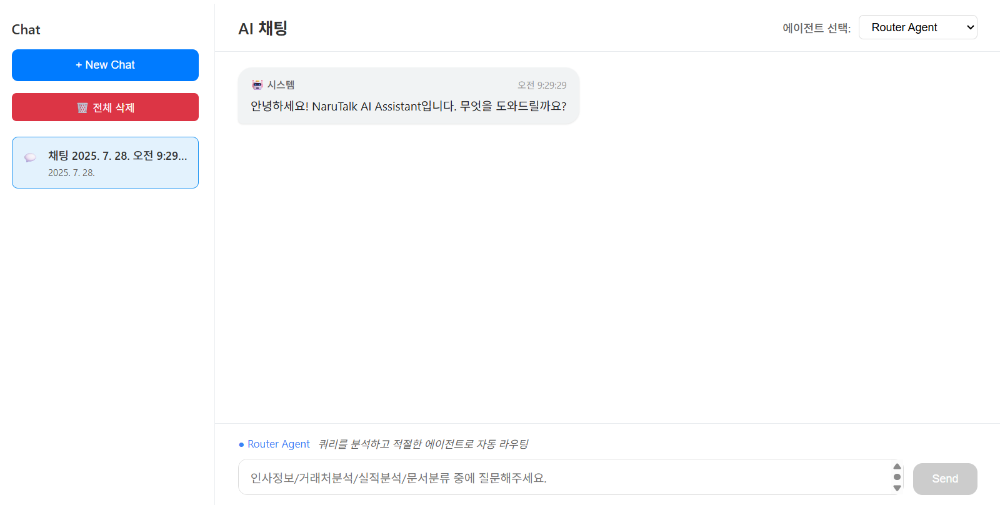 Chat
+ New Chat
전체 삭제
채팅 2025. 7. 28. 오전 9:29...
2025. 7. 28.
AI 채팅
에이전트 선택:
Router Agent
시스템
오전 9:29:29
안녕하세요! NaruTalk AI Assistant입니다. 무엇을 도와드릴까요?
● Router Agent 쿼리를 분석하고 적절한 에이전트로 자동 라우팅
인사정보/거래처분석/실적분석/문서분류 중에 질문해주세요.
Send